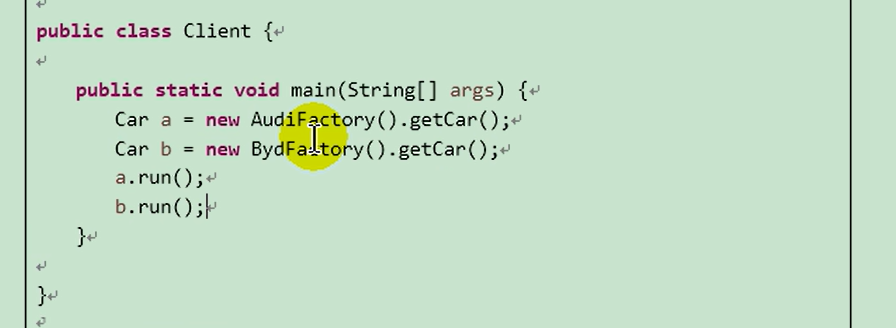 public class Client {
public static void main(String[] args) {
Car a = new AudiFactory().getCar();
Car b = new BydFactory().getCar();
a.run();
b.run();
}
}